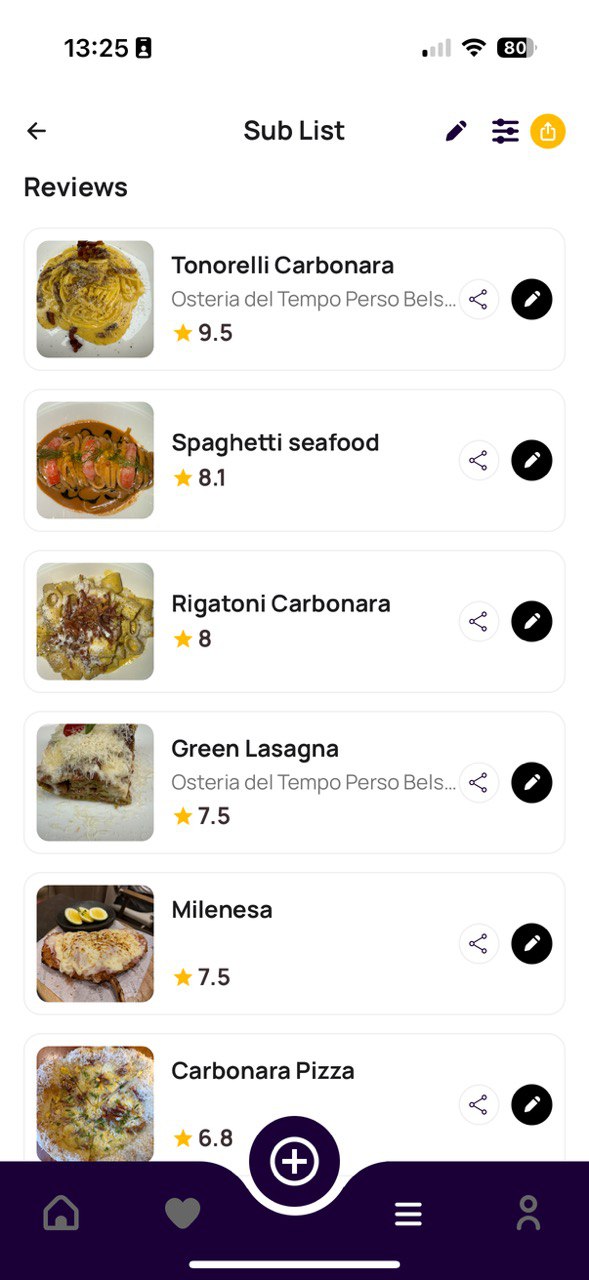 13:25
80
Sub List
Reviews
Tonorelli Carbonara
Osteria del Tempo Perso Bels...
9.5
Spaghetti seafood
8.1
Rigatoni Carbonara
8
Green Lasagna
Osteria del Tempo Perso Bels...
7.5
Milenesa
7.5
Carbonara Pizza
6.8